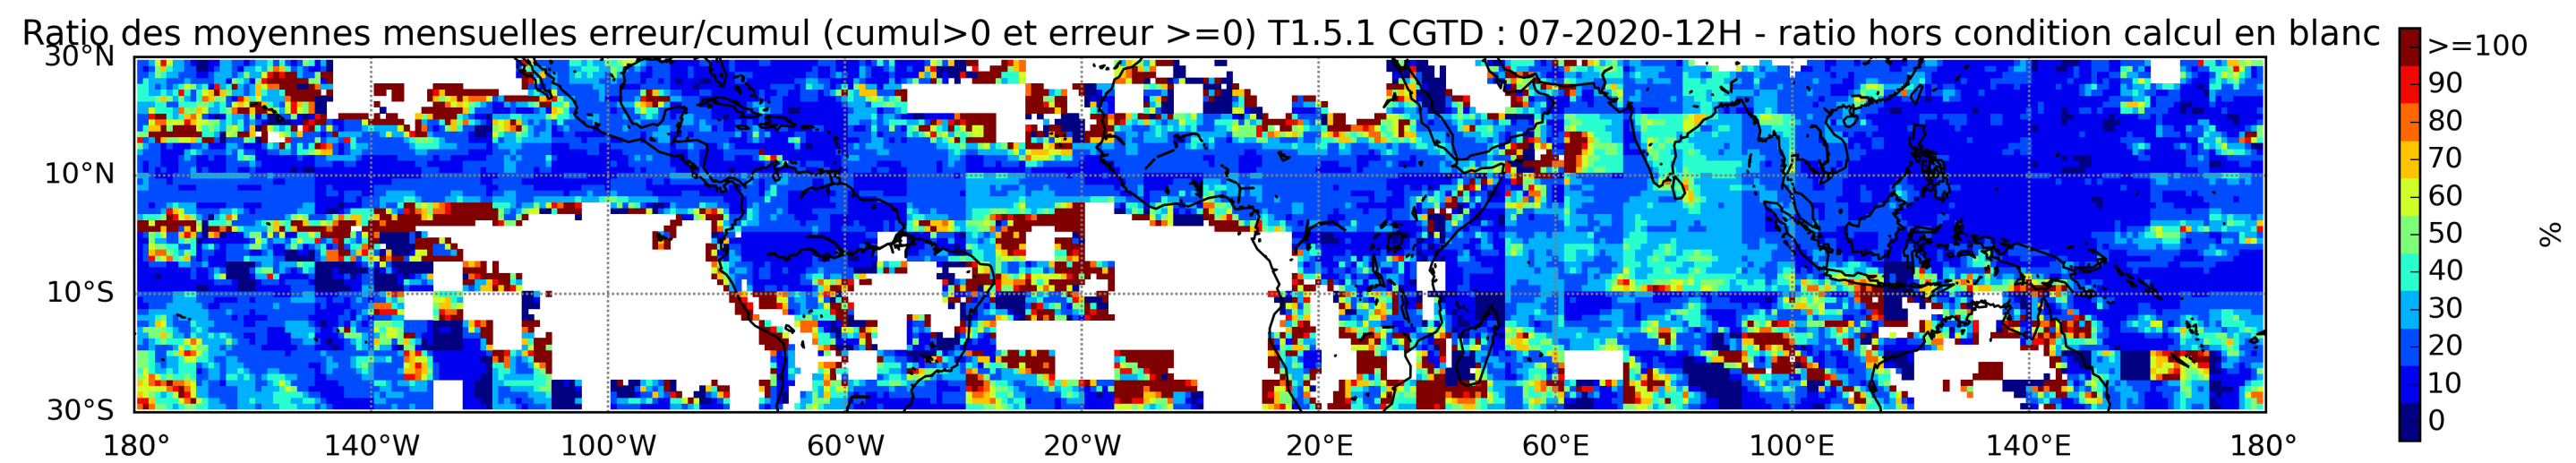 Ratio des moyennes mensuelles erreur/cumul (cumul>0 et erreur >=0) T1.5.1 CGTD : 07-2020-12H - ratio hors condition calcul en blanc
30°N
10°N
10°S
30°S
180° 140°W 100°W 60°W 20°W 20°E 60°E 100°E 140°E 180°
>=100
90
80
70
60
50
40
30
20
10
0
%